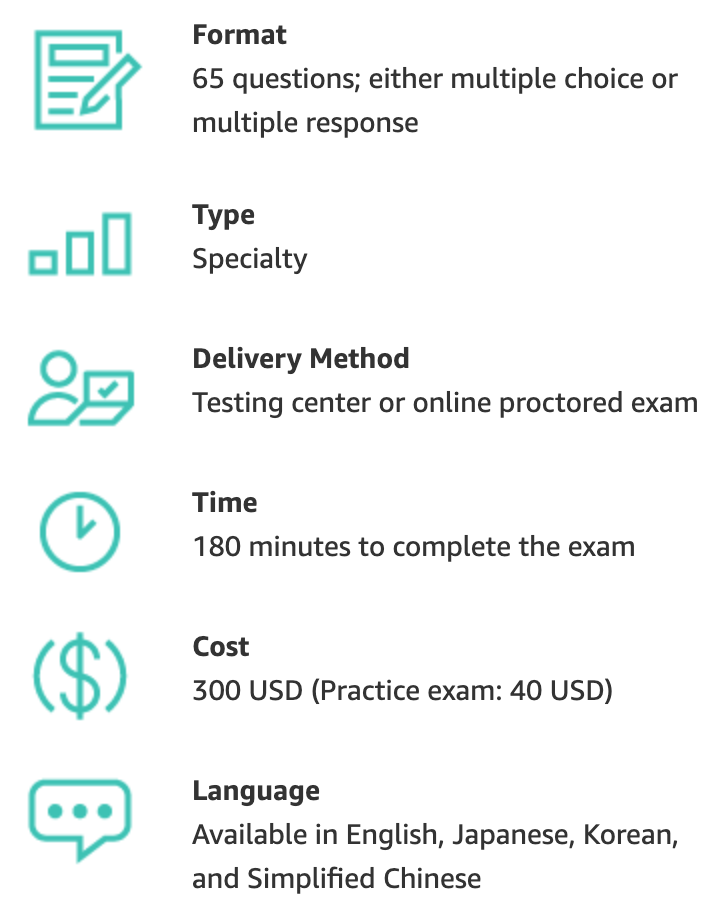 Format
65 questions; either multiple choice or
multiple response
Type
Specialty
Delivery Method
Testing center or online proctored exam
Time
180 minutes to complete the exam
Cost
300 USD (Practice exam: 40 USD)
Language
Available in English, Japanese, Korean,
and Simplified Chinese